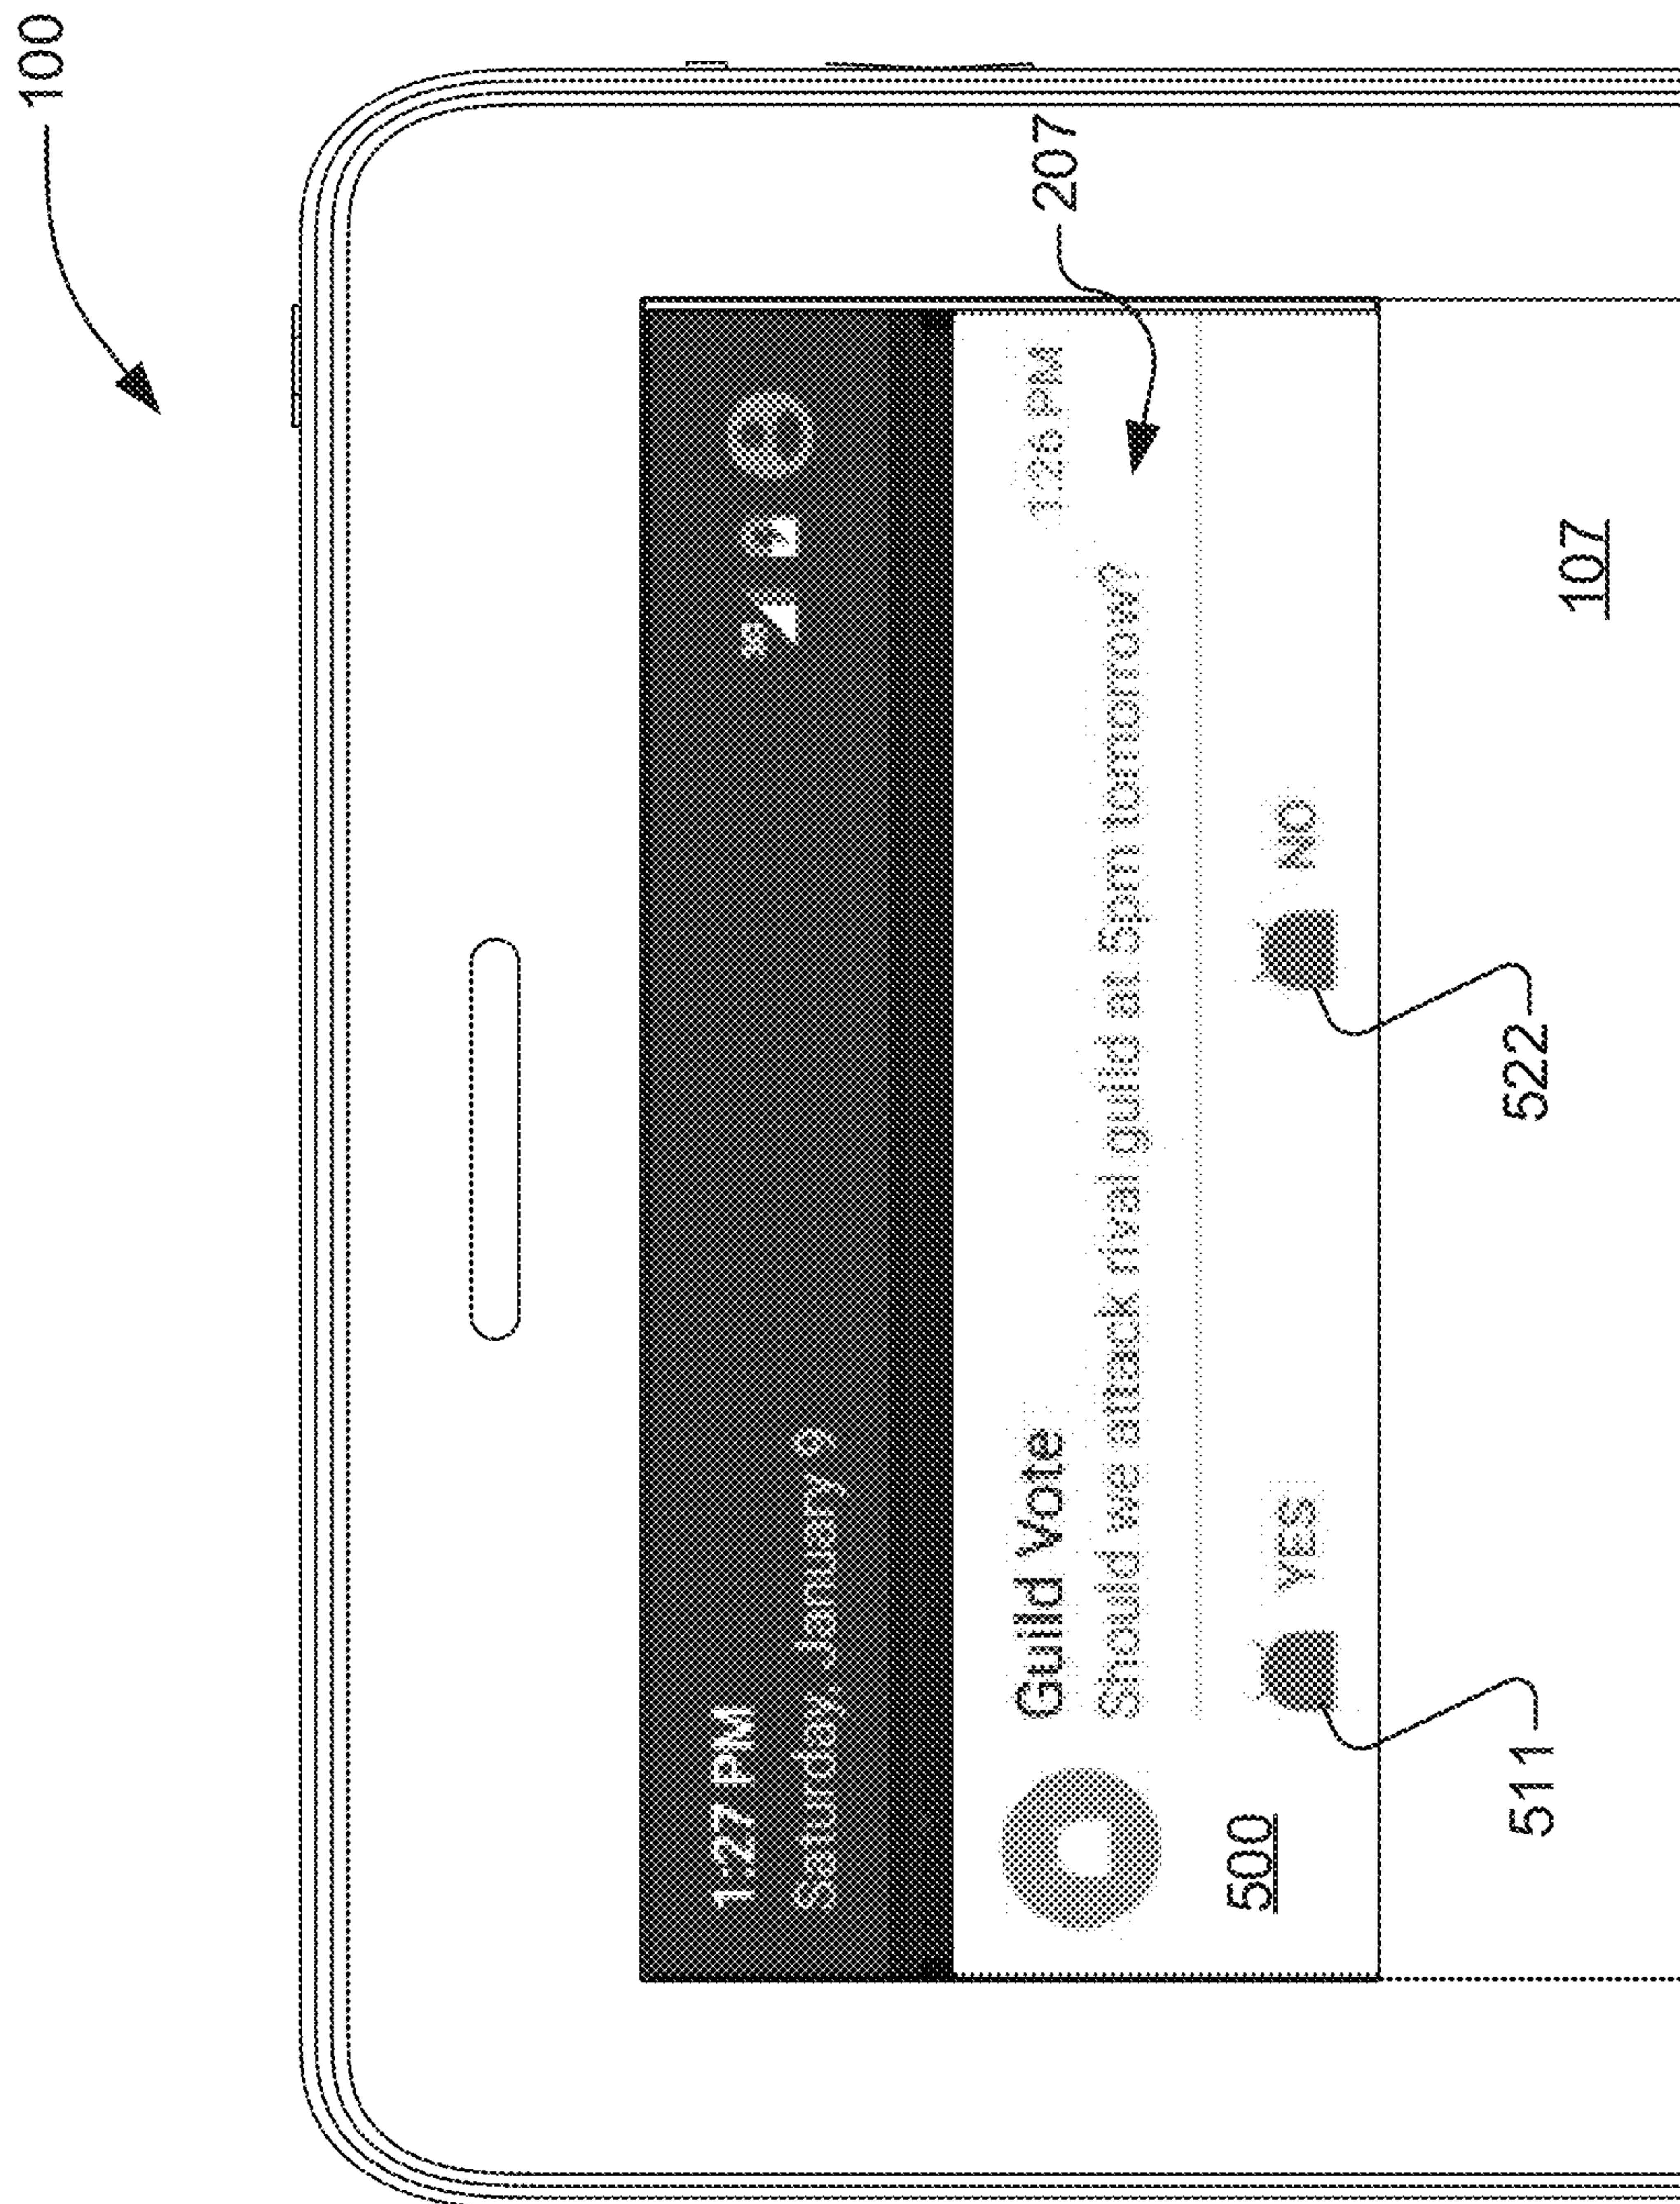 100
1:27 PM
Saturday, January 9
3G
Guild Vote
1:26 PM
Should we attack rival guild at 5pm tomorrow?
207
500
YES
NO
511
522
107